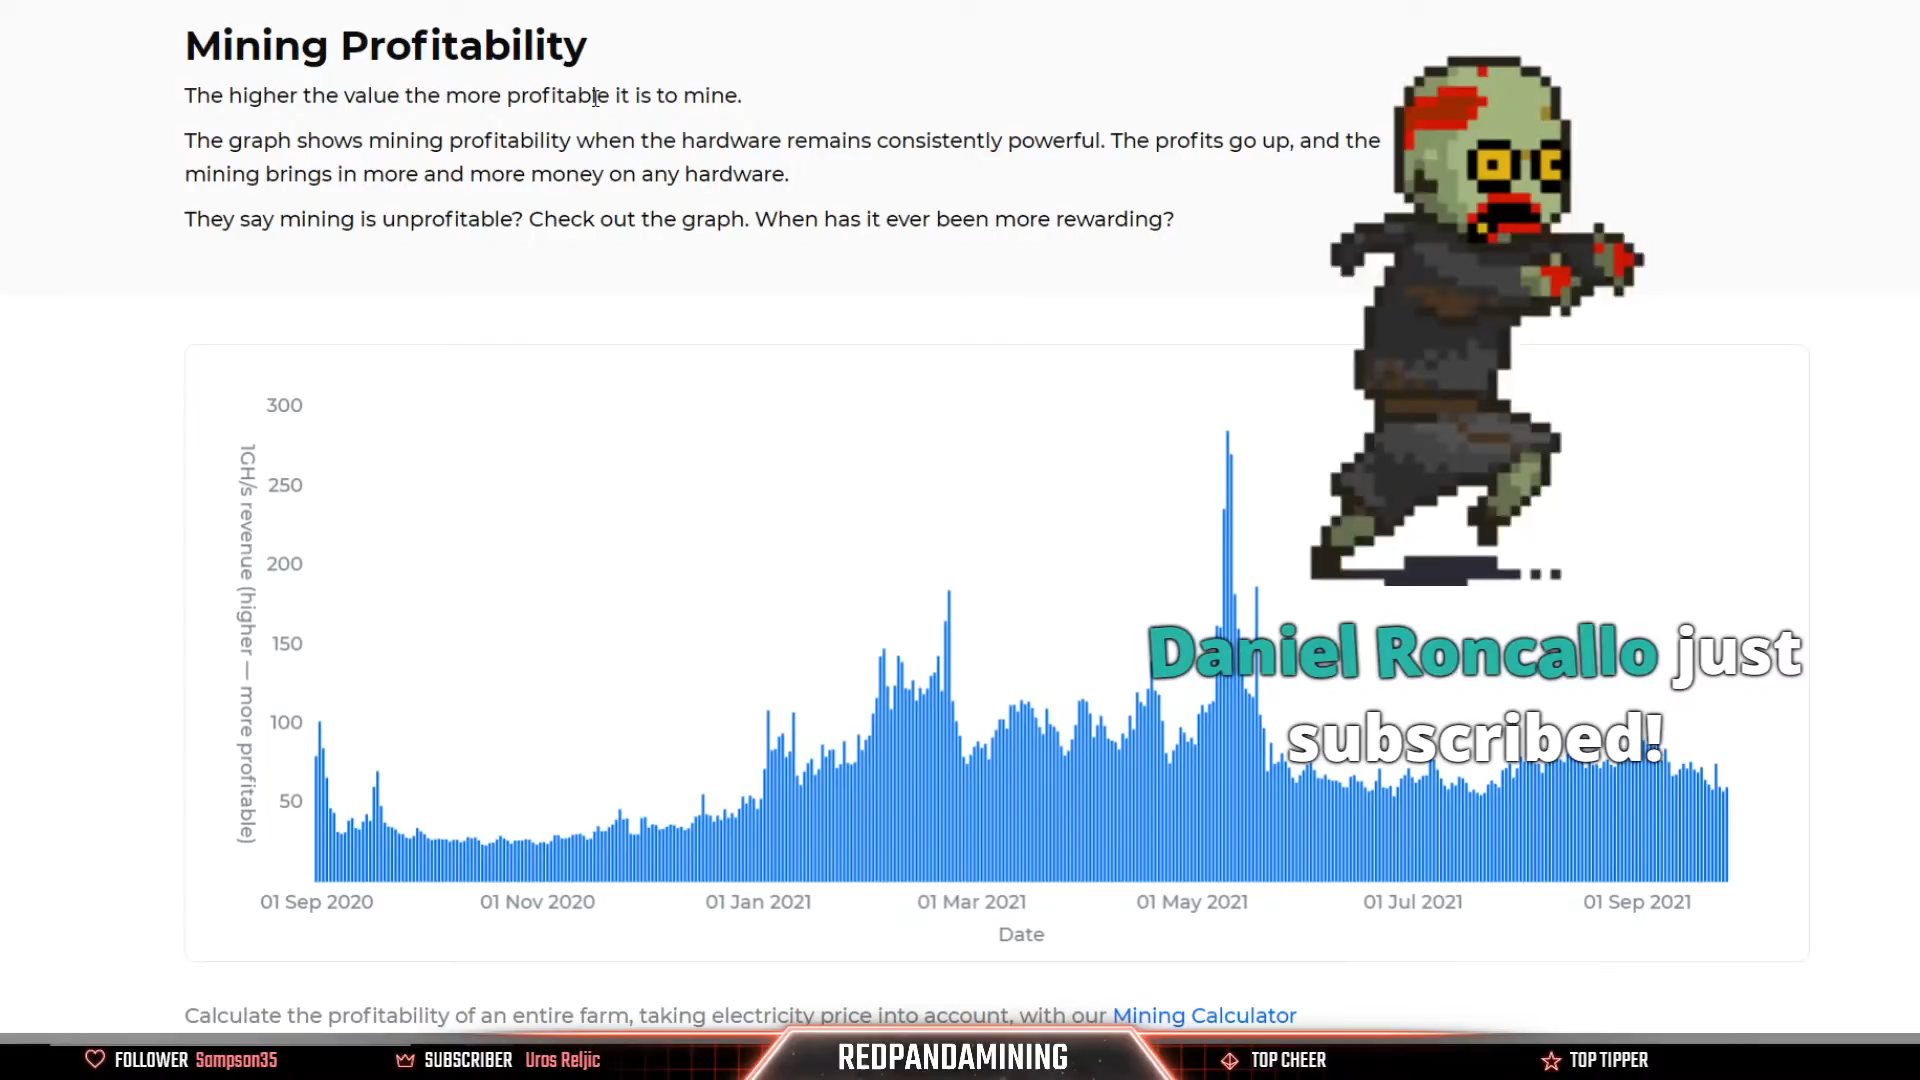 Mining Profitability
The higher the value the more profitable it is to mine.
The graph shows mining profitability when the hardware remains consistently powerful. The profits go up, and the
mining brings in more and more money on any hardware.
They say mining is unprofitable? Check out the graph. When has it ever been more rewarding?
300
250
200
150
100
50
1GH/s revenue (higher — more profitable)
Daniel Roncallo just
subscribed!
01 Sep 2020 01 Nov 2020 01 Jan 2021 01 Mar 2021 01 May 2021 01 Jul 2021 01 Sep 2021
Date
Calculate the profitability of an entire farm, taking electricity price into account, with our Mining Calculator
FOLLOWER Sampson35 SUBSCRIBER Uros Reljic REDPANDAMINING TOP CHEER TOP TIPPER